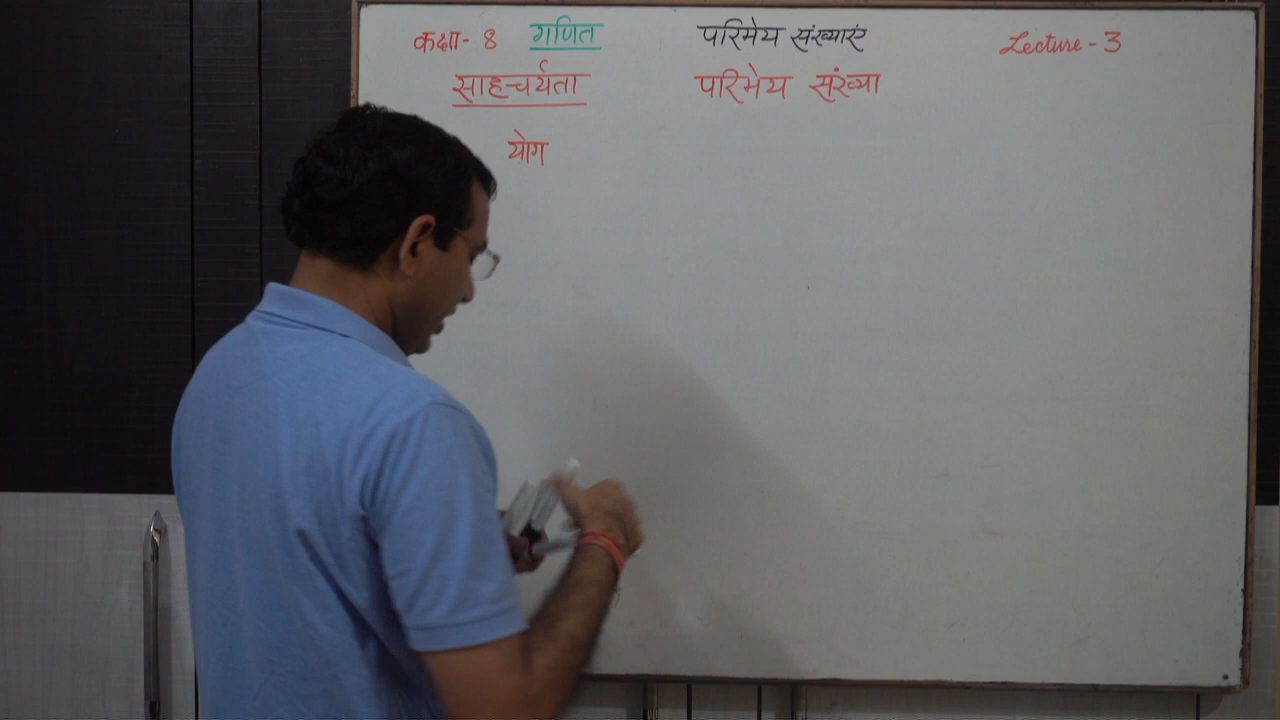 कक्षा- 8 गणित परिमेय संख्याएं Lecture - 3
साहचर्यता परिमेय संख्या
योग